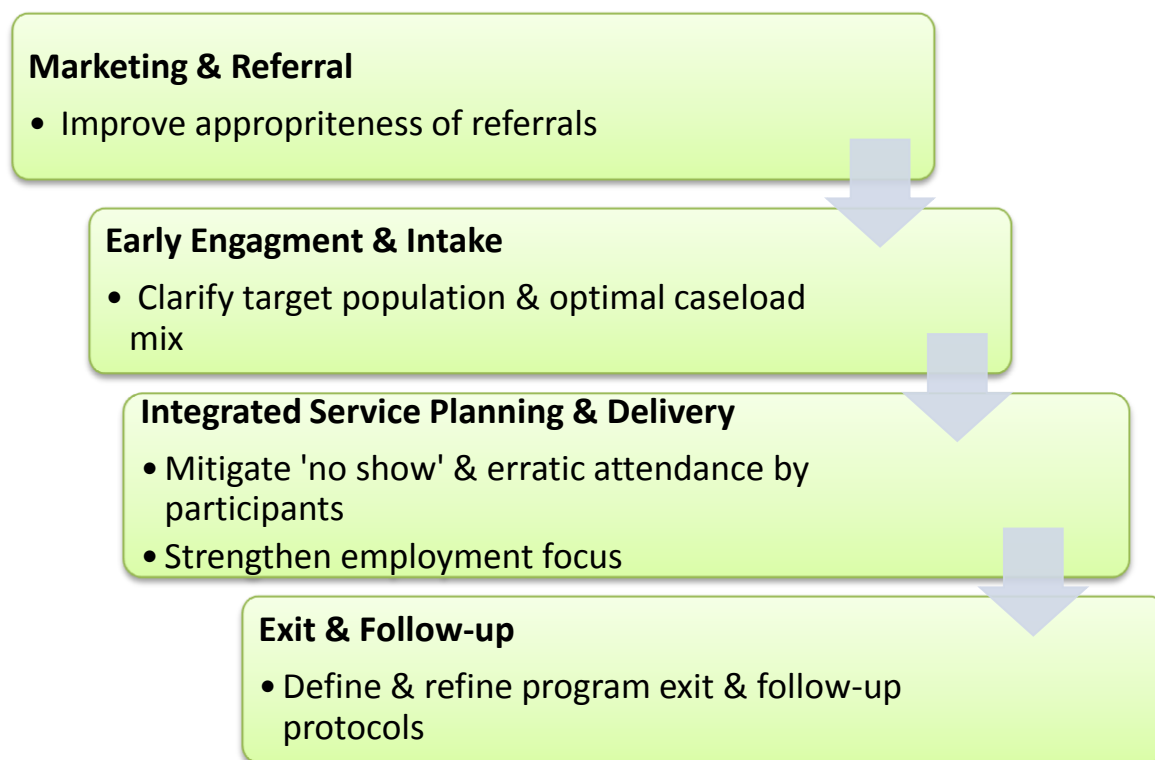 Marketing & Referral
• Improve appropriteness of referrals
Early Engagment & Intake
• Clarify target population & optimal caseload
mix
Integrated Service Planning & Delivery
• Mitigate 'no show' & erratic attendance by
participants
• Strengthen employment focus
Exit & Follow-up
• Define & refine program exit & follow-up
protocols